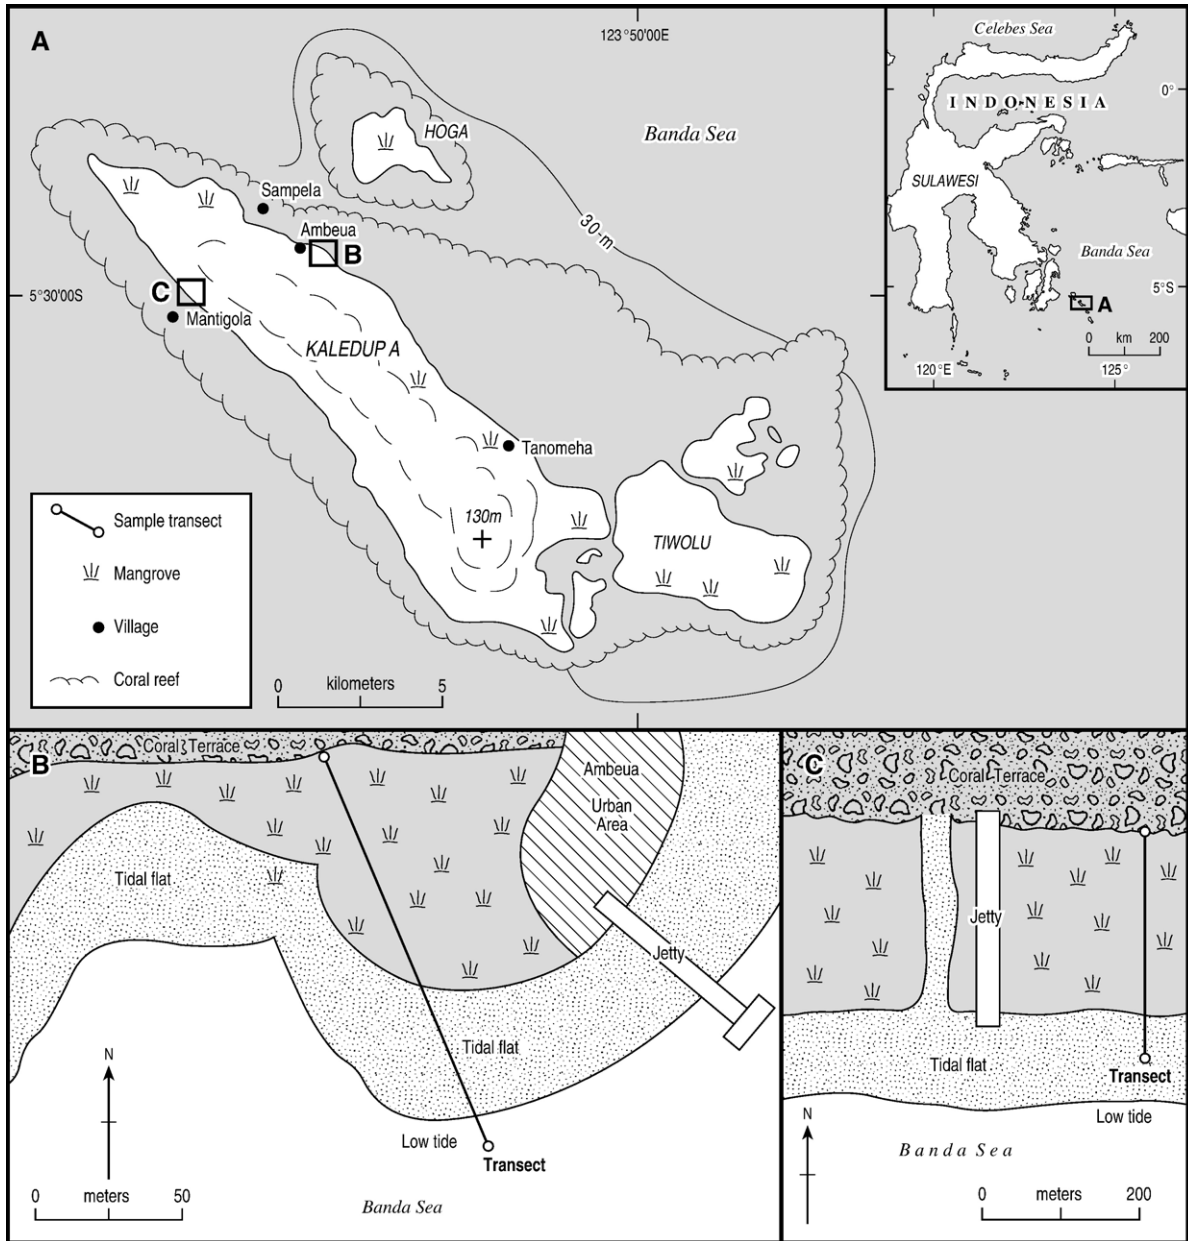 A
123°50'00E
Celebes Sea
INDONESIA
0°
HOGA
Banda Sea
SULAWESI
Sampela
Ambeua
B
30-m
Banda Sea
C
5°30'00S
Mantigola
5°S
A
0 km 200
KALEDUPA
120°E
125°
Tanomeha
130m
TIWOLU
Sample transect
Mangrove
Village
Coral reef
0 kilometers 5
B
Coral Terrace
Ambeua
Urban
Area
Tidal flat
Jetty
Tidal flat
N
Low tide
Transect
0 meters 50
Banda Sea
C
Coral Terrace
Jetty
Tidal flat
Transect
N
Low tide
Banda Sea
0 meters 200